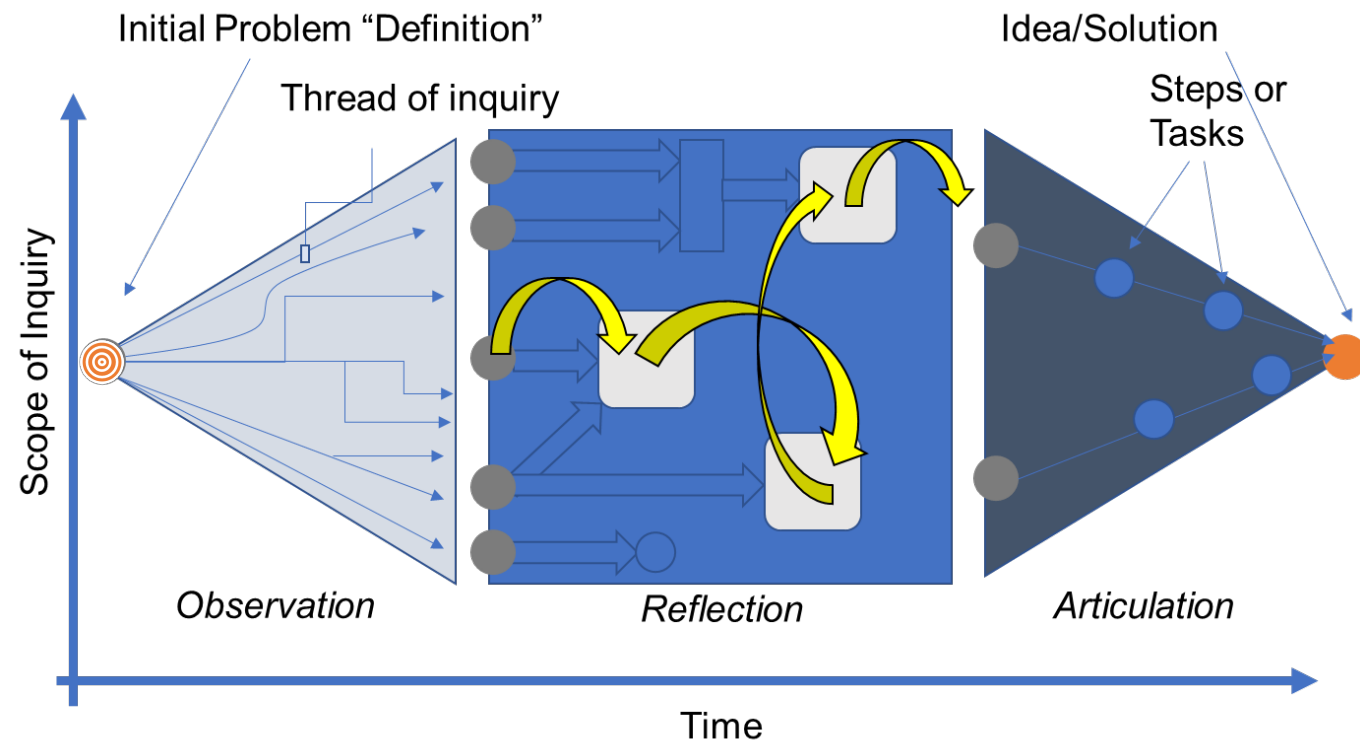 Initial Problem “Definition”
Idea/Solution
Thread of inquiry
Steps or
Tasks
Scope of Inquiry
Observation
Reflection
Articulation
Time